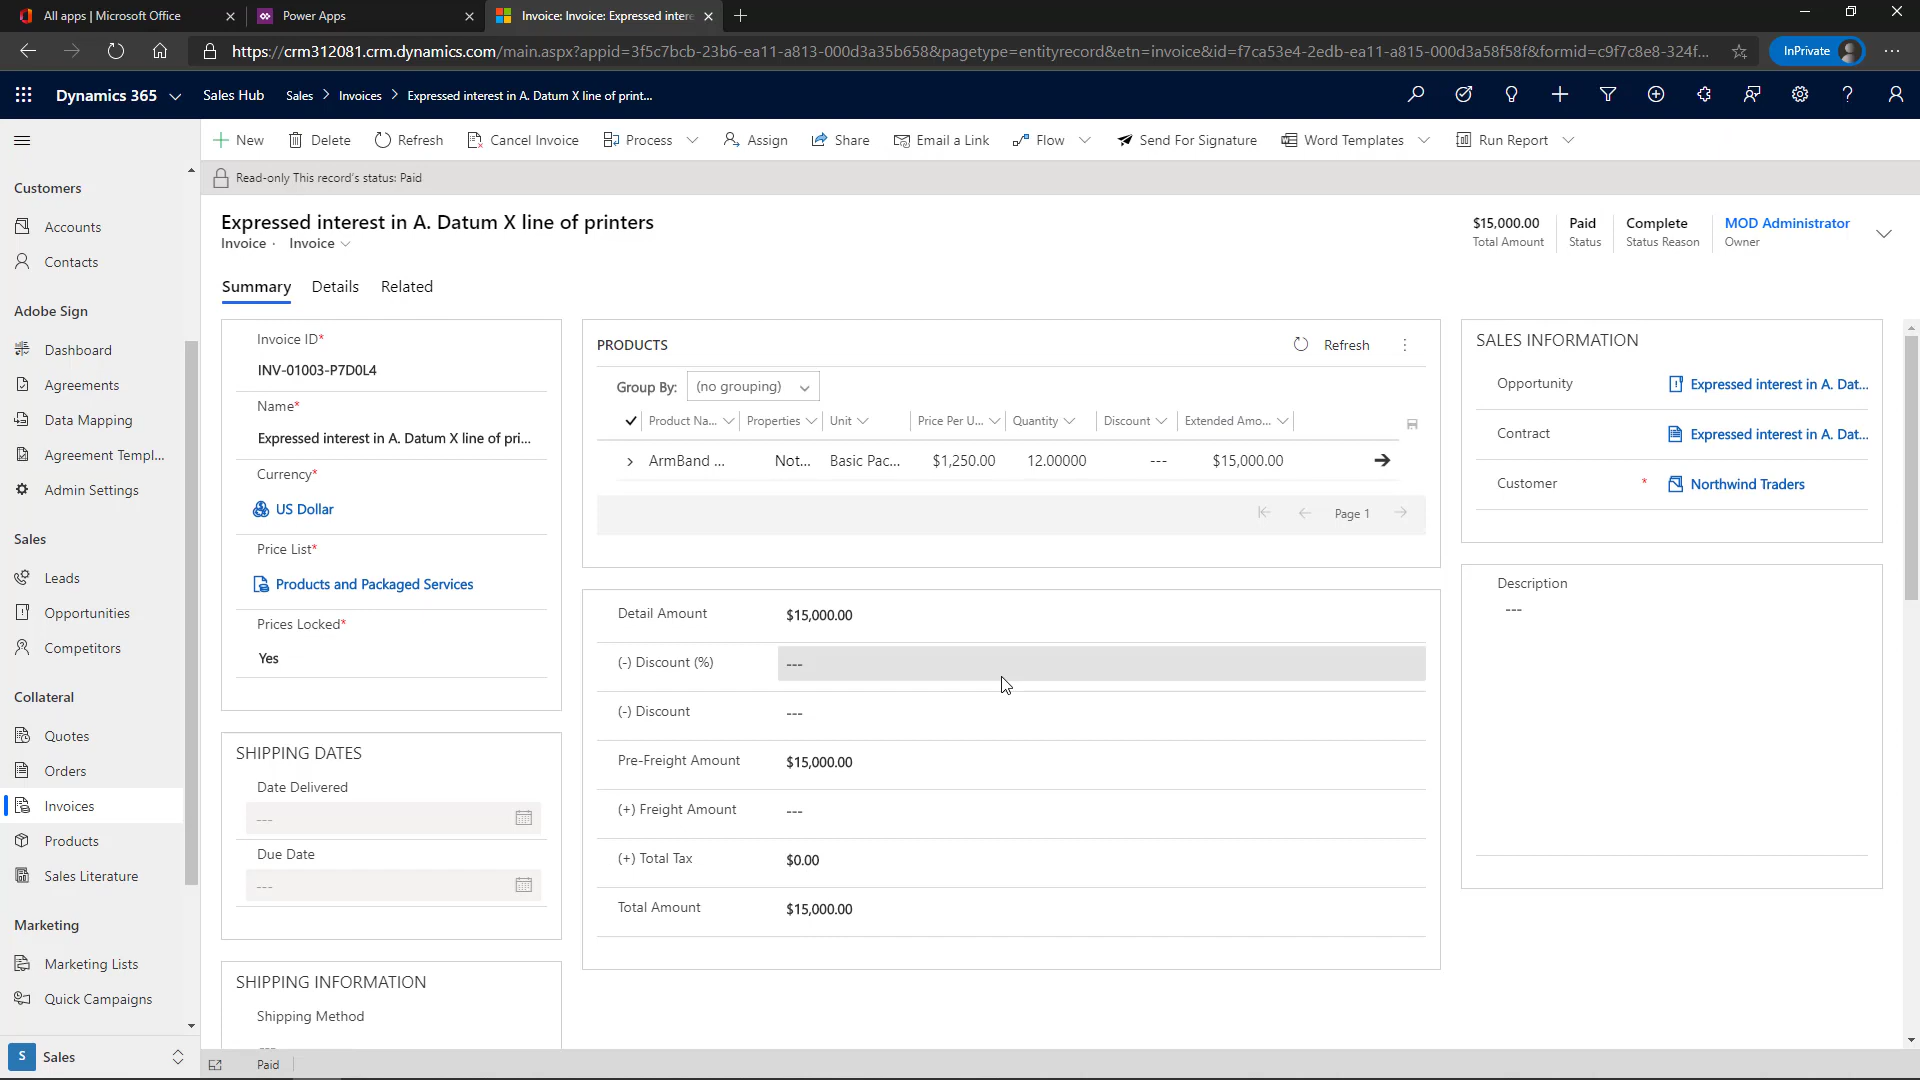 All apps | Microsoft Office
Power Apps
Invoice: Invoice: Expressed inter
https://crm312081.crm.dynamics.com/main.aspx?appid=3f5c7bcb-23b6-ea11-a813-000d3a35b658&pagetype=entityrecord&etn=invoice&id=f7ca53e4-2edb-ea11-a815-000d3a58f58f&formid=c9f7c8e8-324f...
InPrivate
Dynamics 365
Sales Hub
Sales > Invoices > Expressed interest in A. Datum X line of print...
New
Delete
Refresh
Cancel Invoice
Process
Assign
Share
Email a Link
Flow
Send For Signature
Word Templates
Run Report
Read-only This record's status: Paid
Customers
Accounts
Contacts
Adobe Sign
Dashboard
Agreements
Data Mapping
Agreement Templ...
Admin Settings
Sales
Leads
Opportunities
Competitors
Collateral
Quotes
Orders
Invoices
Products
Sales Literature
Marketing
Marketing Lists
Quick Campaigns
S Sales
Expressed interest in A. Datum X line of printers
Invoice · Invoice
$15,000.00
Total Amount
Paid
Status
Complete
Status Reason
MOD Administrator
Owner
Summary
Details
Related
Invoice ID*
INV-01003-P7D0L4
Name*
Expressed interest in A. Datum X line of pri...
Currency*
US Dollar
Price List*
Products and Packaged Services
Prices Locked*
Yes
SHIPPING DATES
Date Delivered
---
Due Date
---
SHIPPING INFORMATION
Shipping Method
---
PRODUCTS
Refresh
Group By: (no grouping)
Product Na... Properties Unit Price Per U... Quantity Discount Extended Amo...
ArmBand ... Not... Basic Pac... $1,250.00 12.00000 --- $15,000.00
Page 1
Detail Amount $15,000.00
(-) Discount (%) ---
(-) Discount ---
Pre-Freight Amount $15,000.00
(+) Freight Amount ---
(+) Total Tax $0.00
Total Amount $15,000.00
SALES INFORMATION
Opportunity Expressed interest in A. Dat...
Contract Expressed interest in A. Dat...
Customer * Northwind Traders
Description
---
Paid